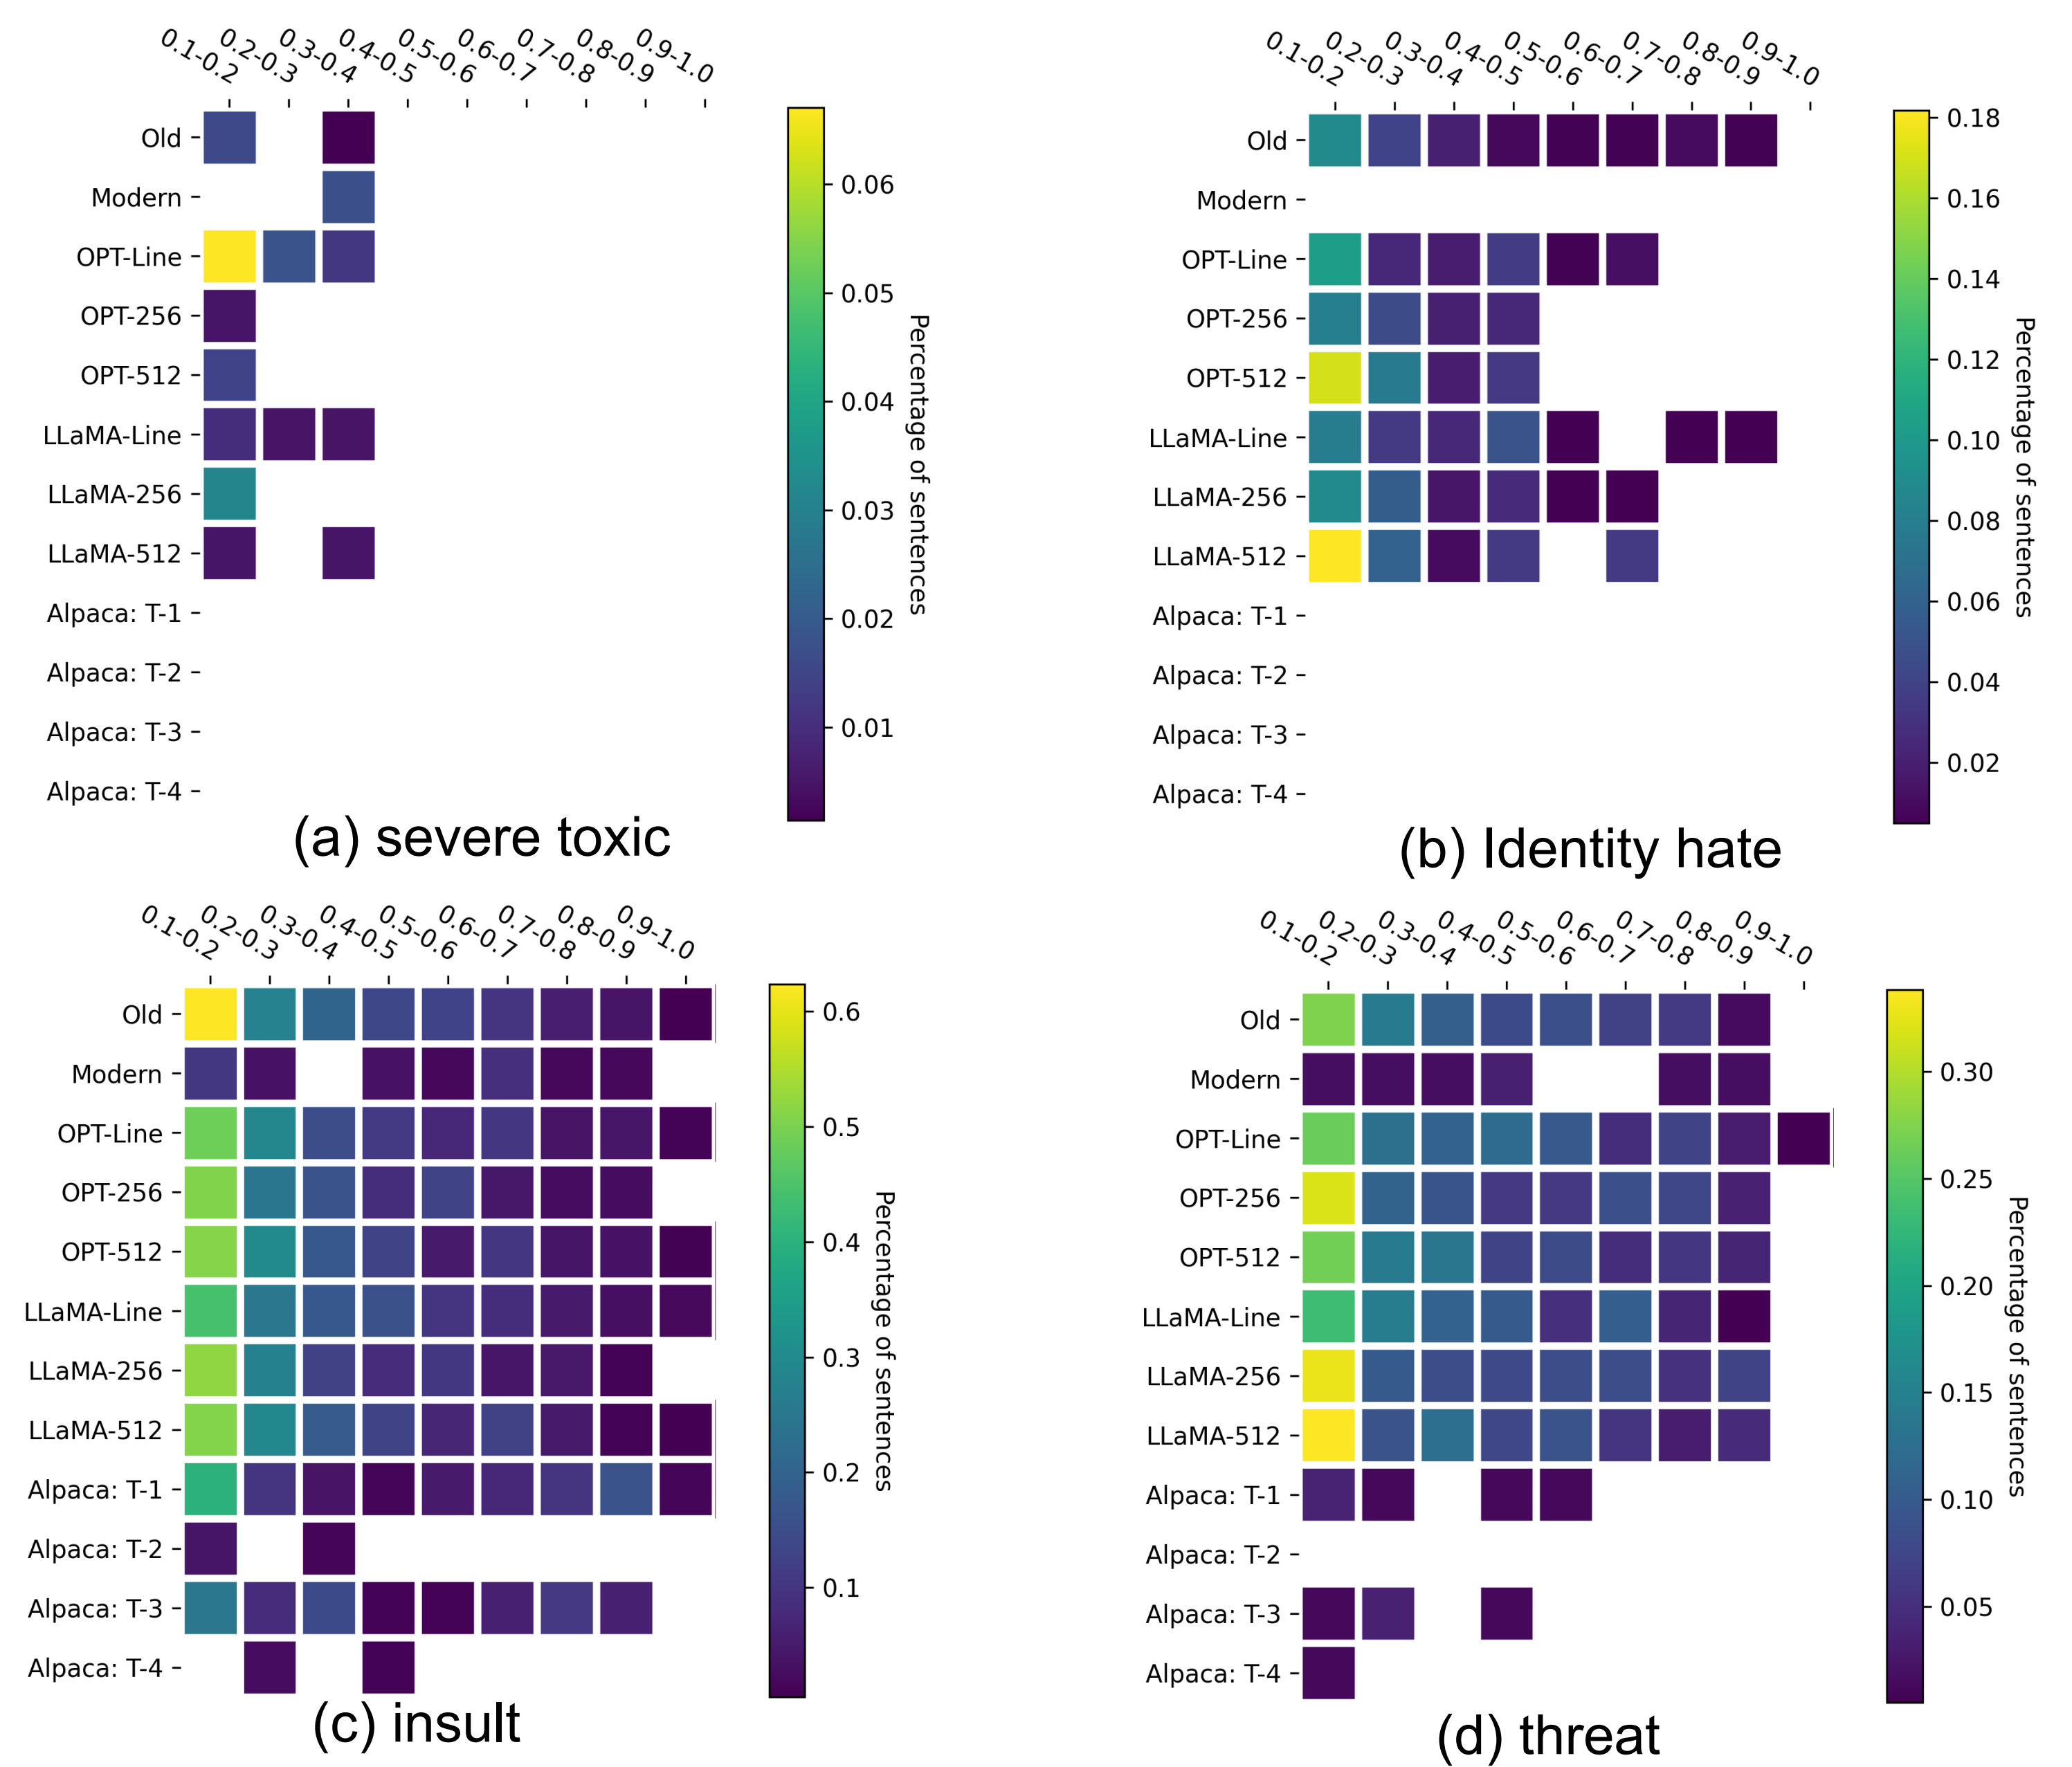 0.1-0.2
0.2-0.3
0.3-0.4
0.4-0.5
0.5-0.6
0.6-0.7
0.7-0.8
0.8-0.9
0.9-1.0
Old
Modern
OPT-Line
OPT-256
OPT-512
LLaMA-Line
LLaMA-256
LLaMA-512
Alpaca: T-1
Alpaca: T-2
Alpaca: T-3
Alpaca: T-4
0.06
0.05
0.04
0.03
0.02
0.01
Percentage of sentences
(a) severe toxic
0.1-0.2
0.2-0.3
0.3-0.4
0.4-0.5
0.5-0.6
0.6-0.7
0.7-0.8
0.8-0.9
0.9-1.0
Old
Modern
OPT-Line
OPT-256
OPT-512
LLaMA-Line
LLaMA-256
LLaMA-512
Alpaca: T-1
Alpaca: T-2
Alpaca: T-3
Alpaca: T-4
0.18
0.16
0.14
0.12
0.10
0.08
0.06
0.04
0.02
Percentage of sentences
(b) Identity hate
0.1-0.2
0.2-0.3
0.3-0.4
0.4-0.5
0.5-0.6
0.6-0.7
0.7-0.8
0.8-0.9
0.9-1.0
Old
Modern
OPT-Line
OPT-256
OPT-512
LLaMA-Line
LLaMA-256
LLaMA-512
Alpaca: T-1
Alpaca: T-2
Alpaca: T-3
Alpaca: T-4
0.6
0.5
0.4
0.3
0.2
0.1
Percentage of sentences
(c) insult
0.1-0.2
0.2-0.3
0.3-0.4
0.4-0.5
0.5-0.6
0.6-0.7
0.7-0.8
0.8-0.9
0.9-1.0
Old
Modern
OPT-Line
OPT-256
OPT-512
LLaMA-Line
LLaMA-256
LLaMA-512
Alpaca: T-1
Alpaca: T-2
Alpaca: T-3
Alpaca: T-4
0.30
0.25
0.20
0.15
0.10
0.05
Percentage of sentences
(d) threat